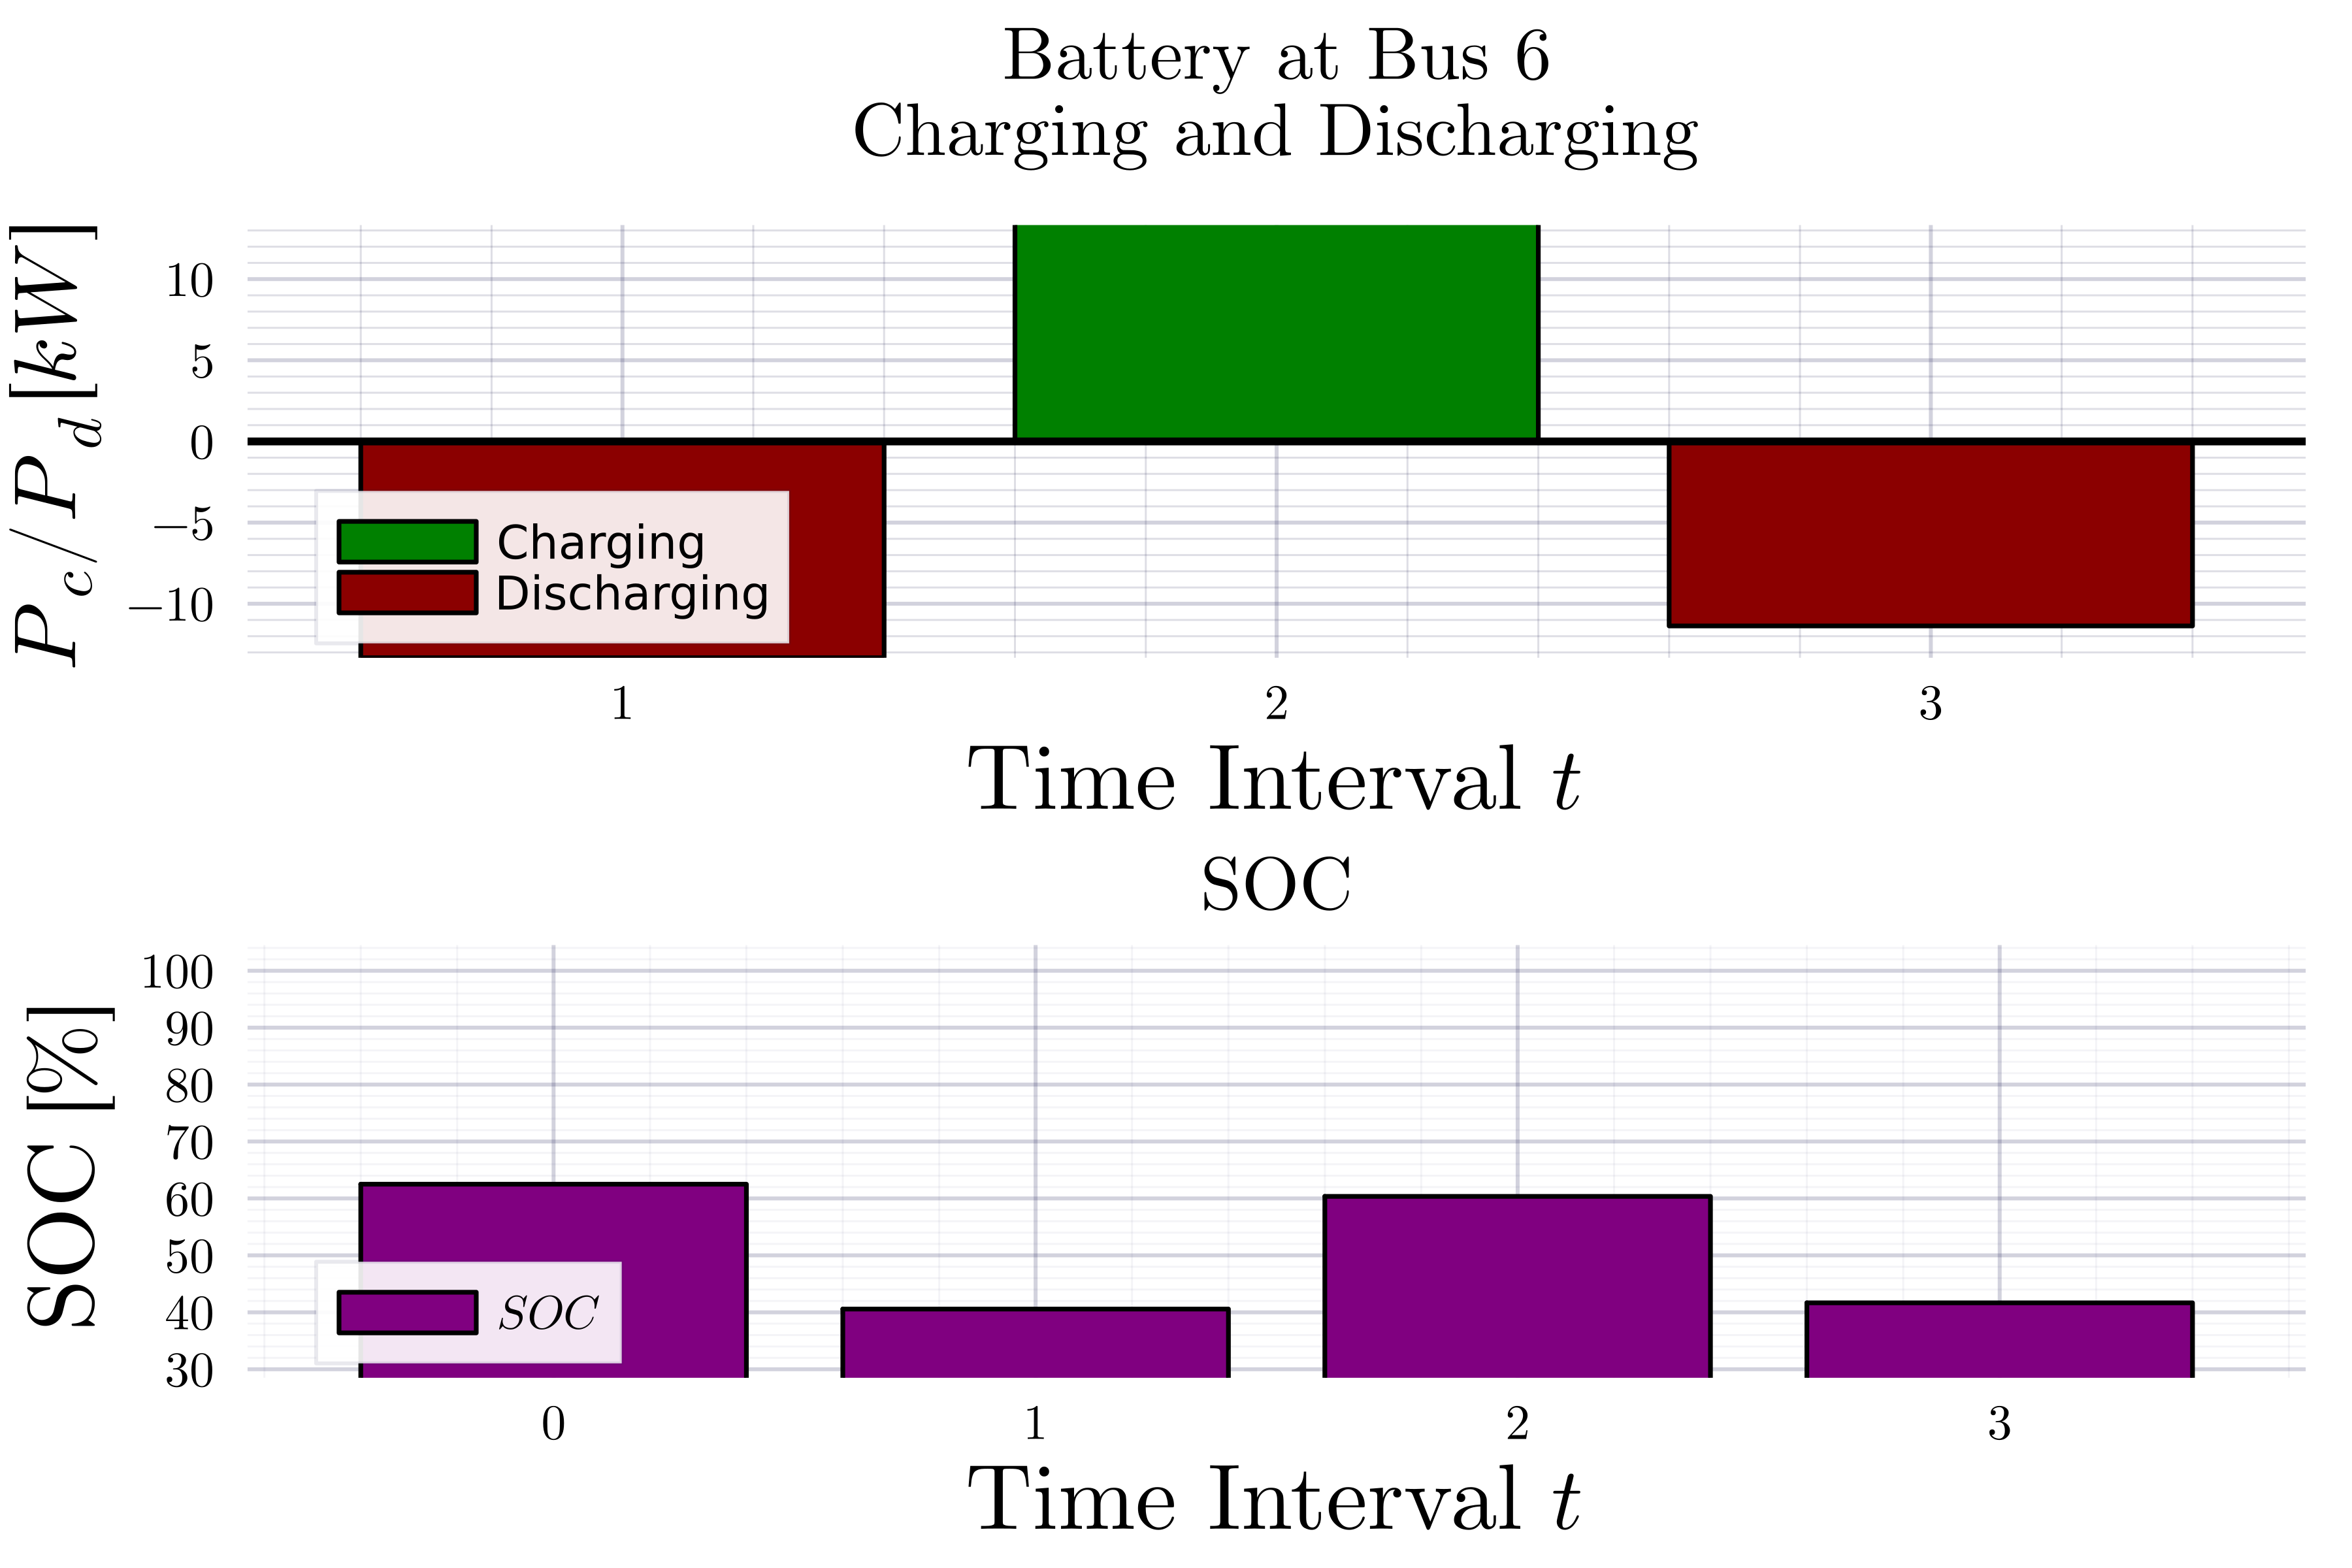 Battery at Bus 6
Charging and Discharging
P_c/P_d [kW]
10
5
0
−5
−10
Charging
Discharging
1 2 3
Time Interval t
SOC
SOC [%]
100
90
80
70
60
50
40
30
SOC
0 1 2 3
Time Interval t